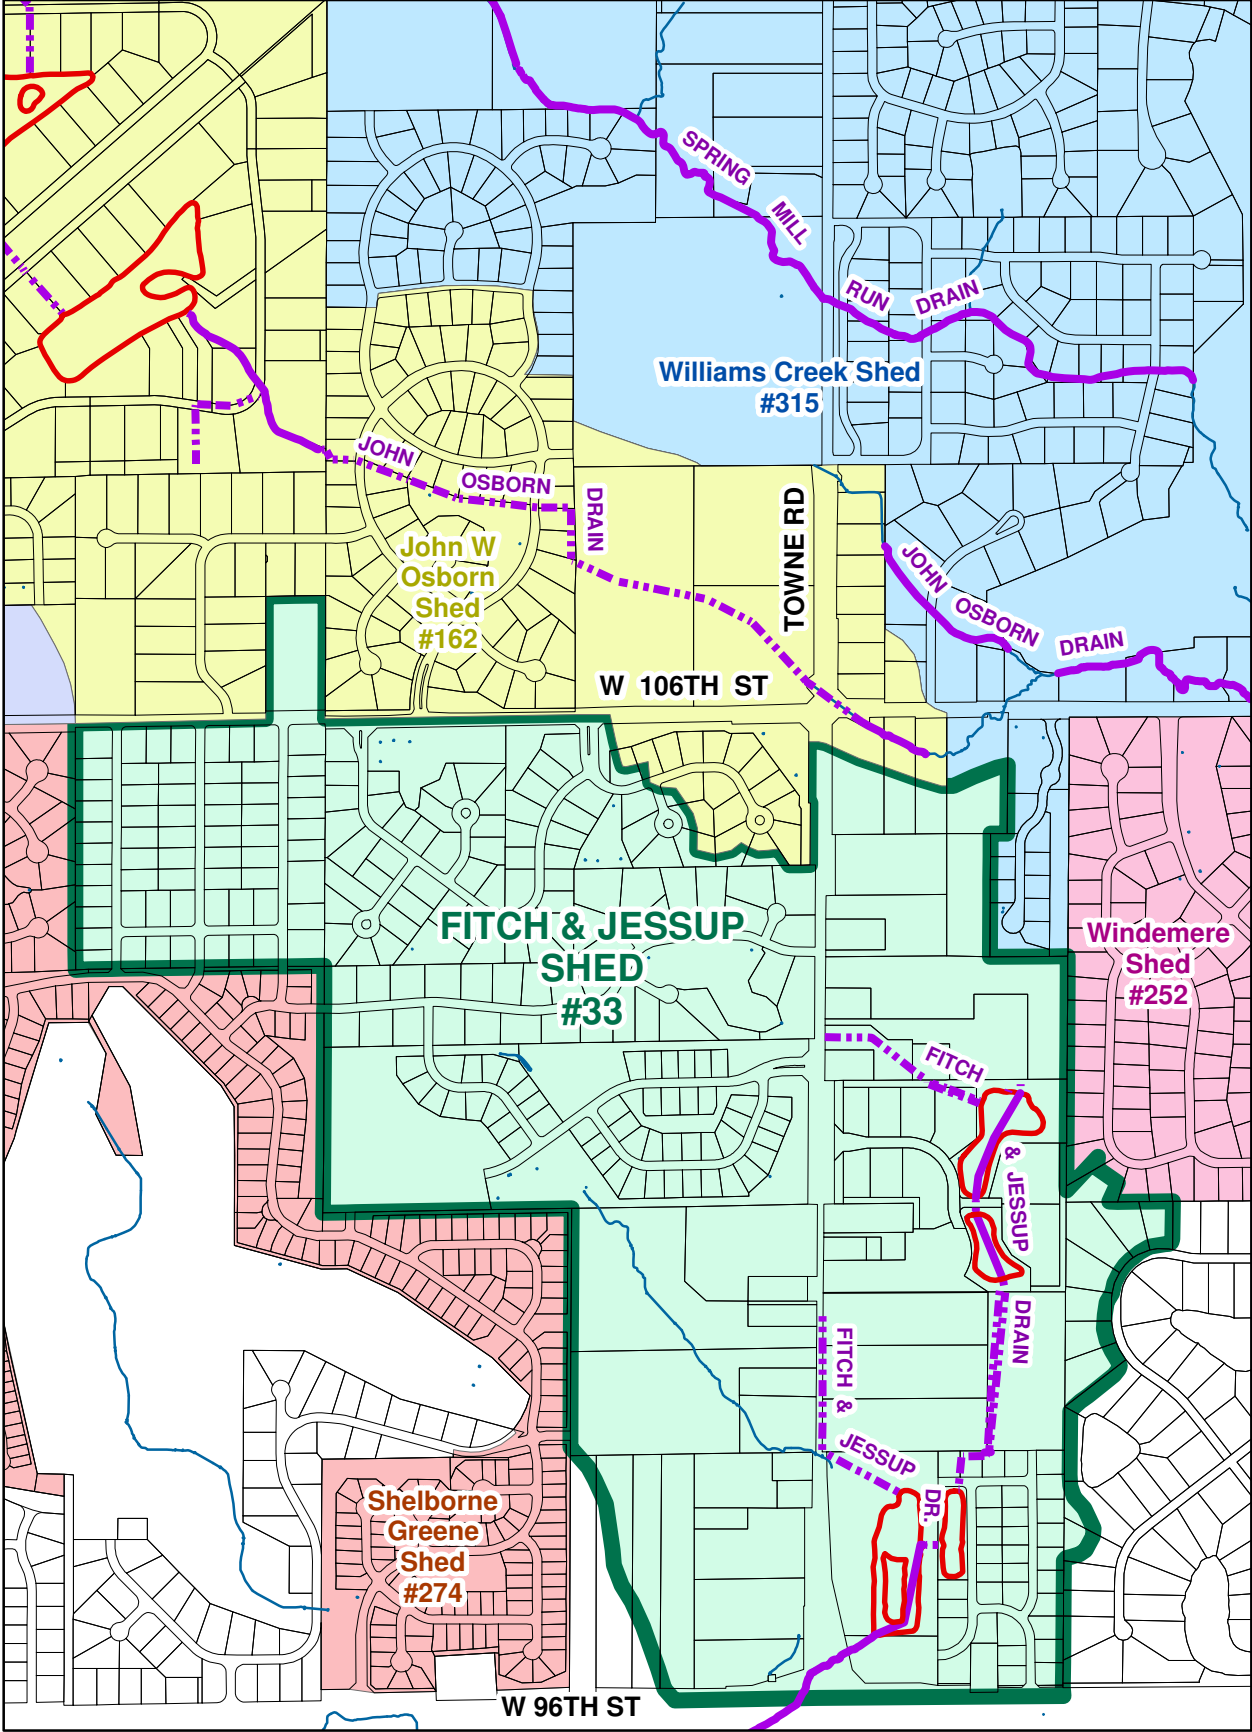 SPRING
MILL
RUN
DRAIN
Williams Creek Shed
#315
JOHN
OSBORN
DRAIN
TOWNE RD
John W
Osborn
Shed
#162
JOHN
OSBORN
DRAIN
W 106TH ST
FITCH & JESSUP
SHED
#33
Windemere
Shed
#252
FITCH
& JESSUP
DRAIN
FITCH &
JESSUP
DR.
Shelborne
Greene
Shed
#274
W 96TH ST